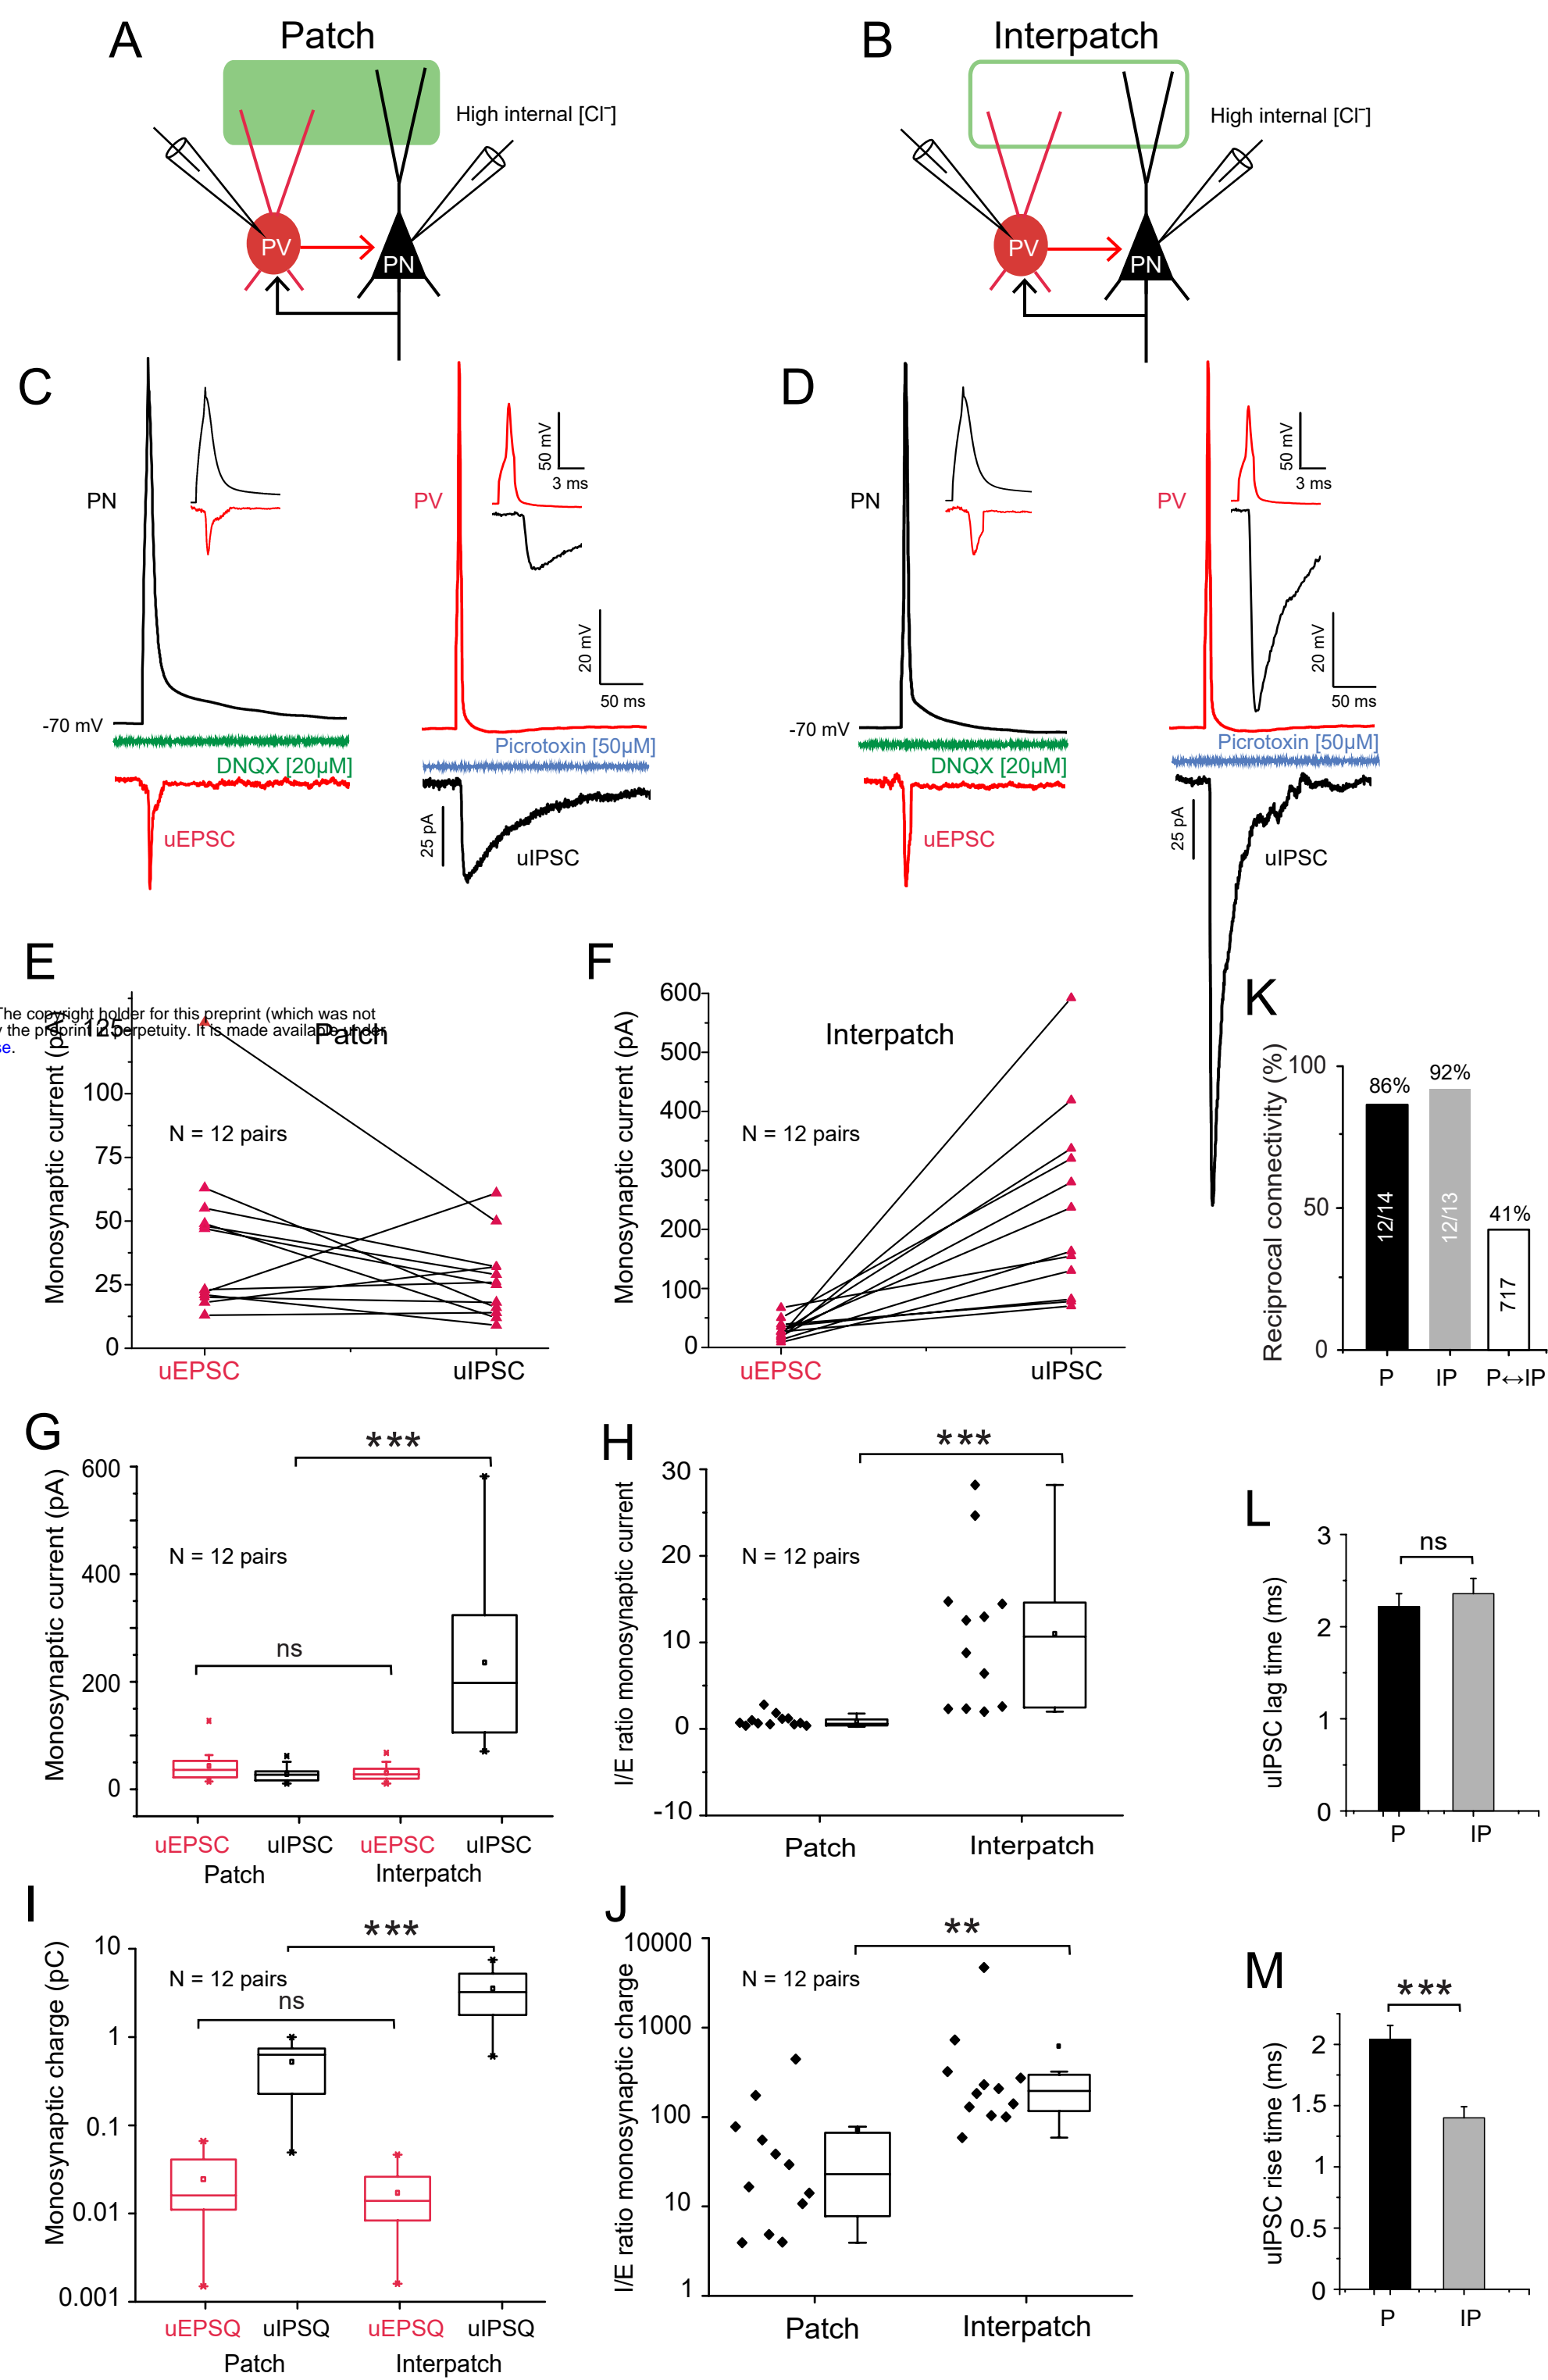 A
Patch
High internal [Cl⁻]
PV
PN
B
Interpatch
High internal [Cl⁻]
PV
PN
C
PN
PV
50 mV
3 ms
20 mV
50 ms
-70 mV
Picrotoxin [50µM]
DNQX [20µM]
uEPSC
25 pA
uIPSC
D
PN
PV
50 mV
3 ms
20 mV
50 ms
-70 mV
Picrotoxin [50µM]
DNQX [20µM]
uEPSC
25 pA
uIPSC
The copyright holder for this preprint (which was not
y the preprint in perpetuity. It is made available under
se.
E
Patch
Monosynaptic current (pA)
N = 12 pairs
125
100
75
50
25
0
uEPSC
uIPSC
F
Interpatch
Monosynaptic current (pA)
N = 12 pairs
600
500
400
300
200
100
0
uEPSC
uIPSC
K
Reciprocal connectivity (%)
100
50
0
86%
92%
41%
12/14
12/13
717
P
IP
P↔IP
G
Monosynaptic current (pA)
600
400
200
0
N = 12 pairs
***
ns
uEPSC
uIPSC
uEPSC
uIPSC
Patch
Interpatch
H
I/E ratio monosynaptic current
30
20
10
0
-10
N = 12 pairs
***
Patch
Interpatch
L
uIPSC lag time (ms)
3
2
1
0
ns
P
IP
I
Monosynaptic charge (pC)
10
1
0.1
0.01
0.001
N = 12 pairs
***
ns
uEPSQ
uIPSQ
uEPSQ
uIPSQ
Patch
Interpatch
J
I/E ratio monosynaptic charge
10000
1000
100
10
1
N = 12 pairs
**
Patch
Interpatch
M
uIPSC rise time (ms)
2
1.5
1
0.5
0
***
P
IP